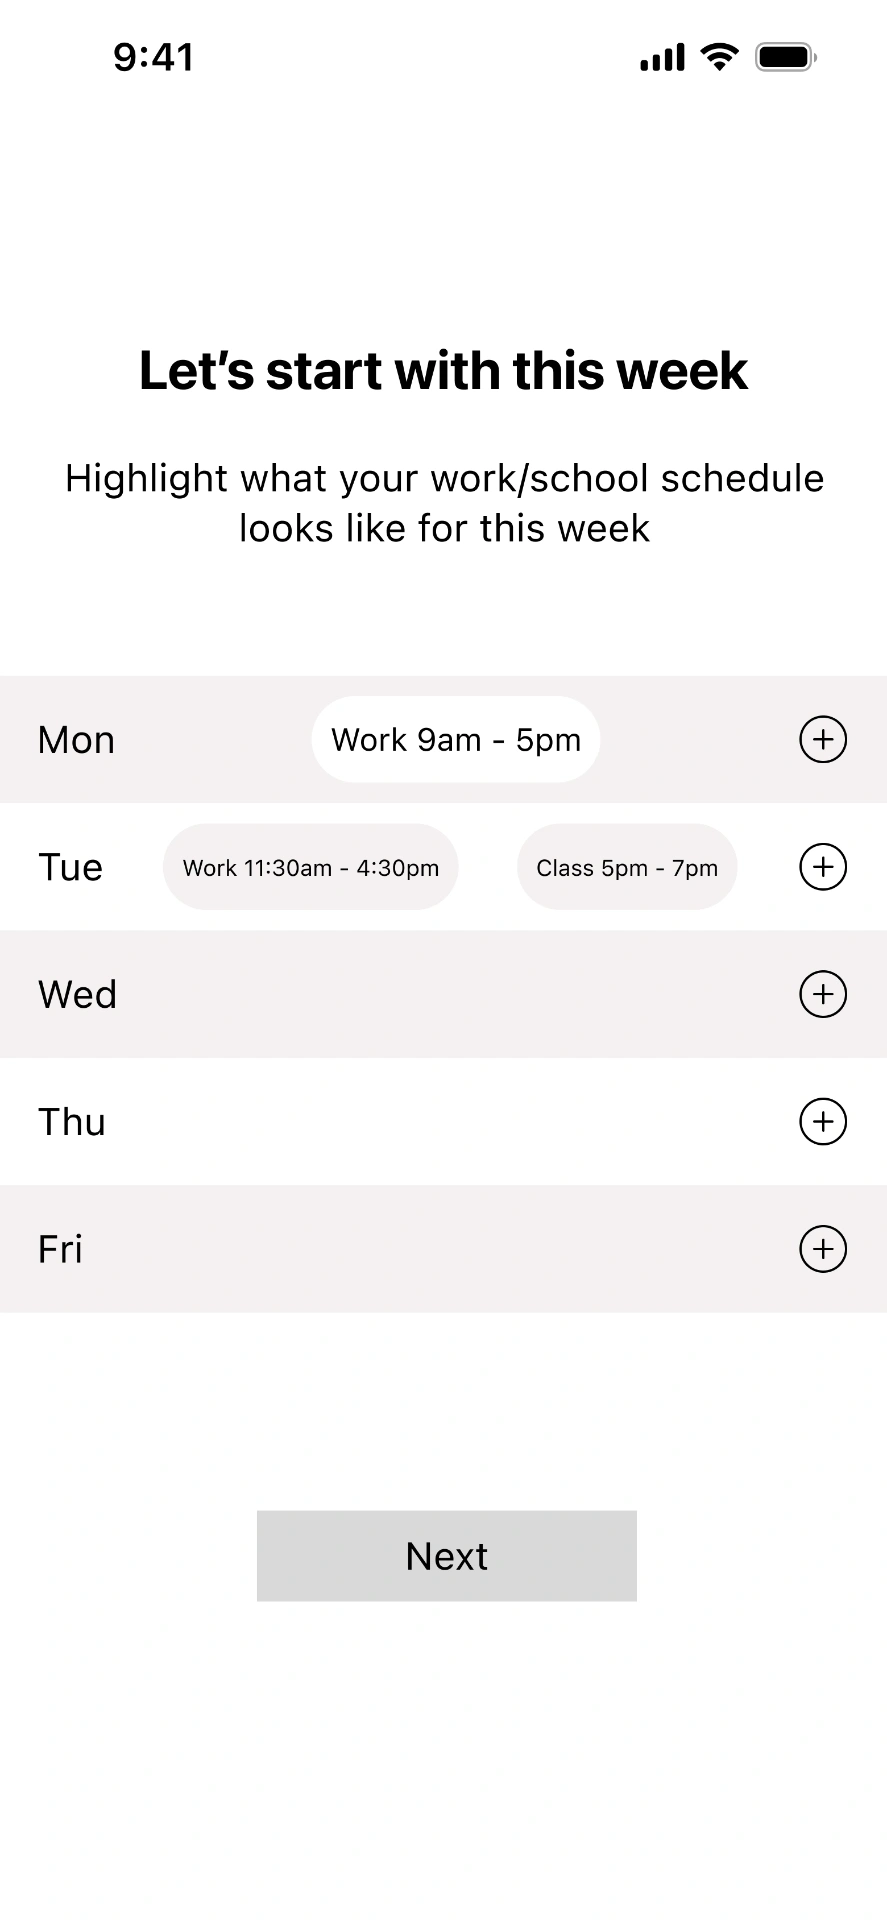 9:41
Let’s start with this week
Highlight what your work/school schedule
looks like for this week
Mon
Work 9am - 5pm
Tue
Work 11:30am - 4:30pm
Class 5pm - 7pm
Wed
Thu
Fri
Next